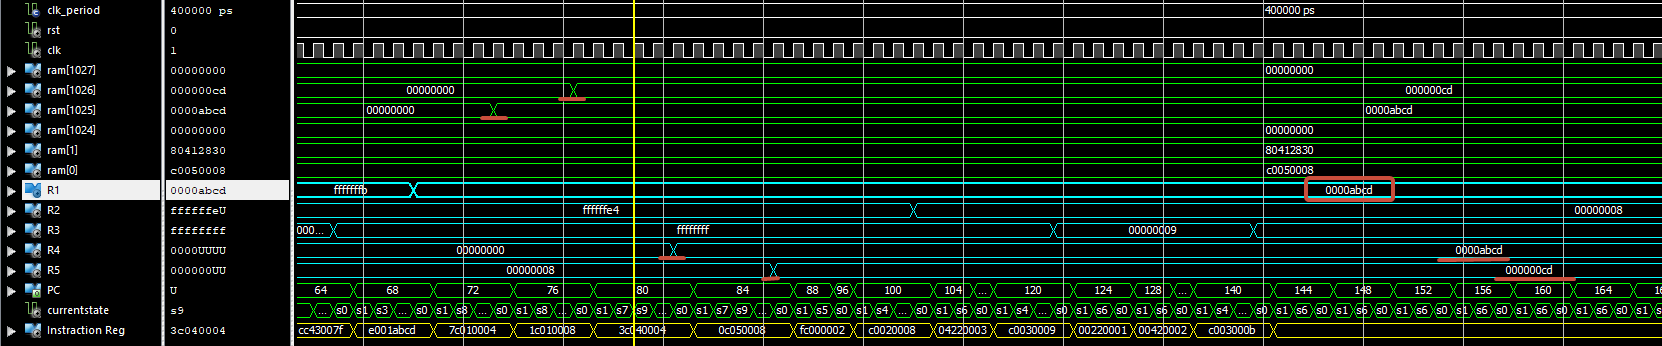 clk_period 400000 ps 400000 ps
rst 0
clk 1
ram[1027] 00000000 00000000
ram[1026] 000000cd 00000000 000000cd
ram[1025] 0000abcd 00000000 0000abcd
ram[1024] 00000000 00000000
ram[1] 80412830 80412830
ram[0] c0050008 c0050008
R1 0000abcd fffffffb 0000abcd
R2 ffffffeU ffffffe4 00000008
R3 ffffffff 000... ffffffff 00000009
R4 0000UUUU 00000000 0000abcd
R5 000000UU 00000008 000000cd
PC U 64 68 72 76 80 84 88 96 100 104 ... 120 124 128 ... 140 144 148 152 156 160 164 16
currentstate s9 ... s0 s1 s3 ... s0 s1 s8 ... s0 s1 s8 ... s0 s1 s7 s9 ... s0 s1 s7 s9 ... s0 s1 s5 s0 s1 s4 ... s0 s1 s6 s0 s1 s4 ... s0 s1 s6 s0 s1 s6 s0 s1 s4 ... s0 s1 s6 s0 s1 s6 s0 s1 s6 s0 s1 s6 s0 s1 s6 s0 s1 s6 s0 s1
Instraction Reg 3c040004 cc43007f e001abcd 7c010004 1c010008 3c040004 0c050008 fc000002 c0020008 04220003 c0030009 00220001 00420002 c003000b